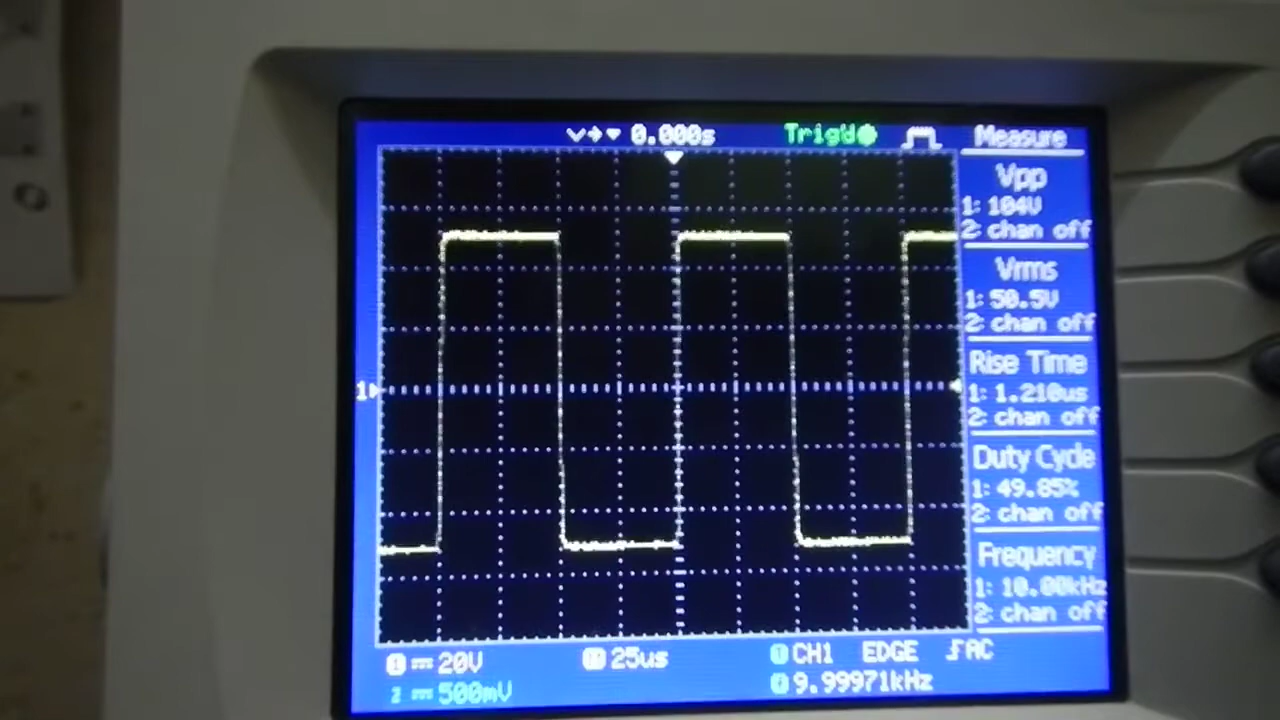 0.000s Trig'd Measure
Vpp
1: 104V
2: chan off
Vrms
1: 50.5V
2: chan off
Rise Time
1: 1.210us
2: chan off
Duty Cycle
1: 49.85%
2: chan off
Frequency
1: 10.00kHz
2: chan off
1
1 20V M 25us CH1 EDGE AC
2 500mV 9.99971kHz